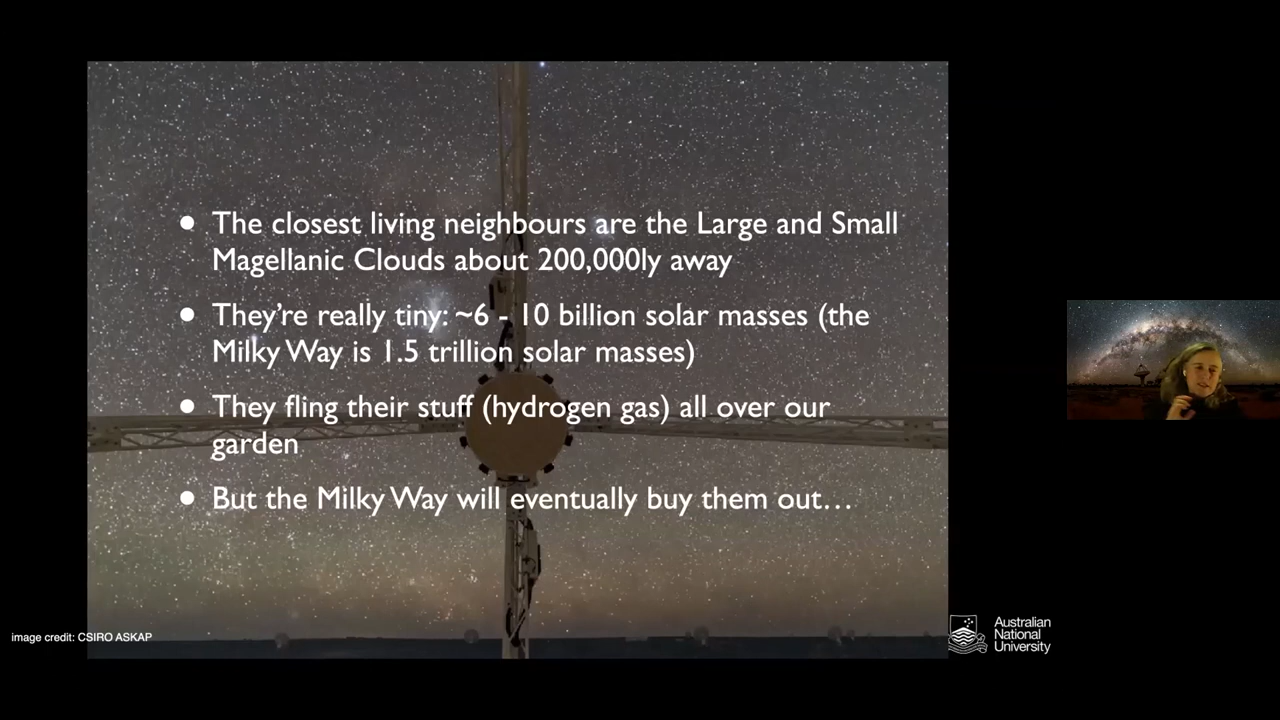 • The closest living neighbours are the Large and Small
Magellanic Clouds about 200,000ly away
• They're really tiny: ~6 - 10 billion solar masses (the
Milky Way is 1.5 trillion solar masses)
• They fling their stuff (hydrogen gas) all over our
garden
• But the Milky Way will eventually buy them out…
image credit: CSIRO ASKAP
Australian
National
University